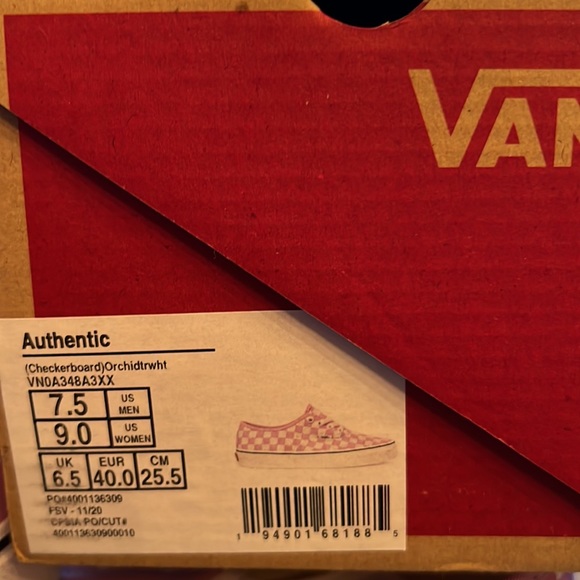 VAN
Authentic
(Checkerboard)Orchidtrwht
VN0A348A3XX
7.5 US MEN
9.0 US WOMEN
UK 6.5 EUR 40.0 CM 25.5
PO#4001136309
FSV - 11/20
CPSIA PO/CUT#
400113630900010
1 94901 68188 5